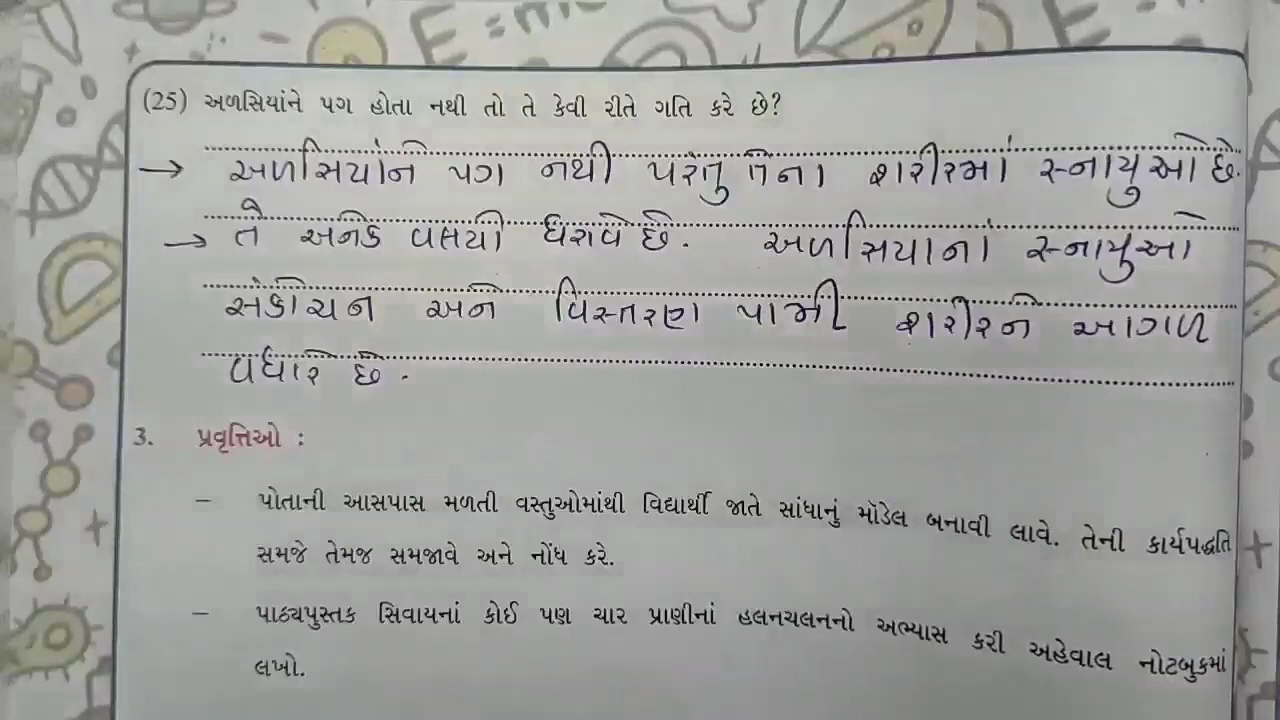 (25) અળસિયાંને પગ હોતા નથી તો તે કેવી રીતે ગતિ કરે છે?
→ અળસિયાંને પગ નથી પરંતુ તેના શરીરમાં સ્નાયુઓ છે.
→ તે અનેક વલયો ધરાવે છે. અળસિયાનાં સ્નાયુઓ
સંકોચન અને વિસ્તરણ પામી શરીરને આગળ
વધારે છે.
3. પ્રવૃત્તિઓ :
– પોતાની આસપાસ મળતી વસ્તુઓમાંથી વિદ્યાર્થી જાતે સાંધાનું મૉડેલ બનાવી લાવે. તેની કાર્યપદ્ધતિ
સમજે તેમજ સમજાવે અને નોંધ કરે.
– પાઠ્યપુસ્તક સિવાયનાં કોઈ પણ ચાર પ્રાણીનાં હલનચલનનો અભ્યાસ કરી અહેવાલ નોટબુકમાં
લખો.